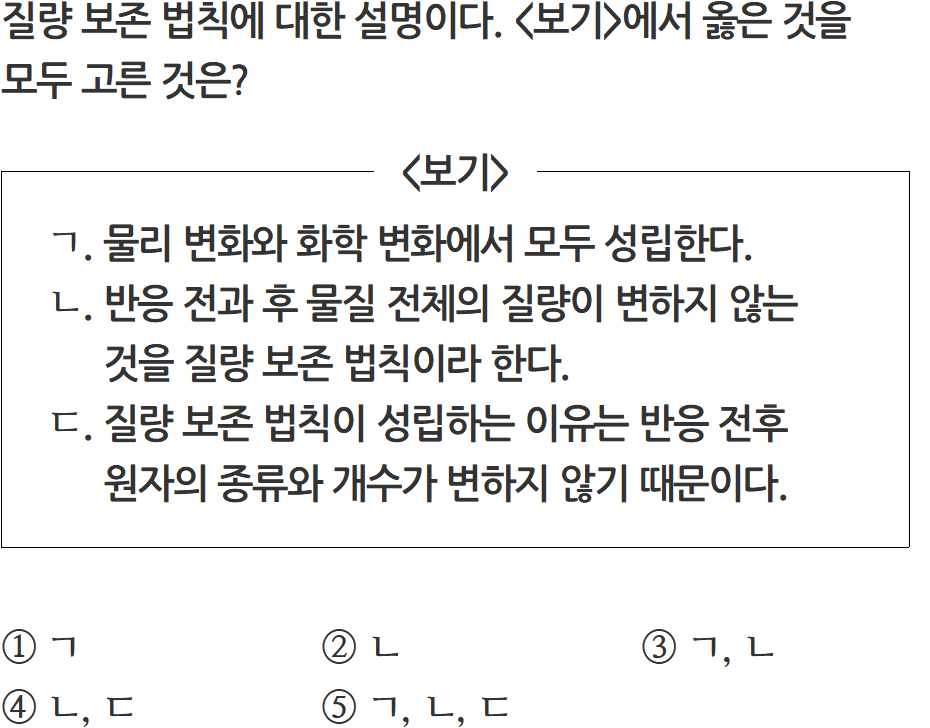 질량 보존 법칙에 대한 설명이다. <보기>에서 옳은 것을
모두 고른 것은?
<보기>
ㄱ. 물리 변화와 화학 변화에서 모두 성립한다.
ㄴ. 반응 전과 후 물질 전체의 질량이 변하지 않는
것을 질량 보존 법칙이라 한다.
ㄷ. 질량 보존 법칙이 성립하는 이유는 반응 전후
원자의 종류와 개수가 변하지 않기 때문이다.
① ㄱ ② ㄴ ③ ㄱ, ㄴ
④ ㄴ, ㄷ ⑤ ㄱ, ㄴ, ㄷ